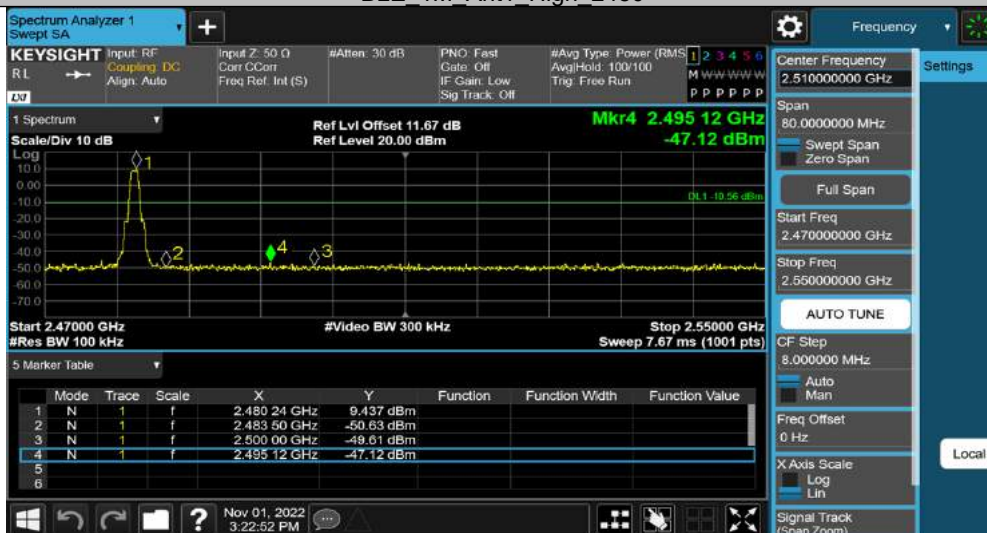 Spectrum Analyzer 1
Swept SA
+
Frequency
KEYSIGHT
RL
LXI
Input: RF
Coupling: DC
Align: Auto
Input Z: 50 Ω
Corr CCorr
Freq Ref: Int (S)
#Atten: 30 dB
PNO: Fast
Gate: Off
IF Gain: Low
Sig Track: Off
#Avg Type: Power (RMS)
Avg|Hold: 100/100
Trig: Free Run
1 2 3 4 5 6
M W W W W W
P P P P P P
1 Spectrum
Scale/Div 10 dB
Ref Lvl Offset 11.67 dB
Ref Level 20.00 dBm
Mkr4 2.495 12 GHz
-47.12 dBm
Log
10.0
0.00
-10.0
-20.0
-30.0
-40.0
-50.0
-60.0
-70.0
1
2
4
3
DL1 -10.56 dBm
Start 2.47000 GHz
#Res BW 100 kHz
#Video BW 300 kHz
Stop 2.55000 GHz
Sweep 7.67 ms (1001 pts)
5 Marker Table
Mode Trace Scale X Y Function Function Width Function Value
1 N 1 f 2.480 24 GHz 9.437 dBm
2 N 1 f 2.483 50 GHz -50.63 dBm
3 N 1 f 2.500 00 GHz -49.61 dBm
4 N 1 f 2.495 12 GHz -47.12 dBm
5
6
?
Nov 01, 2022
3:22:52 PM
Center Frequency
2.510000000 GHz
Span
80.0000000 MHz
Swept Span
Zero Span
Full Span
Start Freq
2.470000000 GHz
Stop Freq
2.550000000 GHz
AUTO TUNE
CF Step
8.000000 MHz
Auto
Man
Freq Offset
0 Hz
X Axis Scale
Log
Lin
Signal Track
(Span Zoom)
Settings
Local